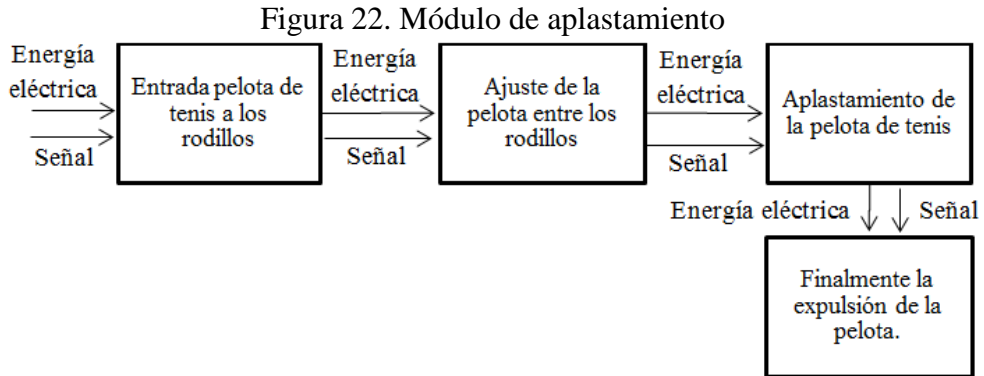 Figura 22. Módulo de aplastamiento
Energía
eléctrica
Señal
Entrada pelota de
tenis a los
rodillos
Energía
eléctrica
Señal
Ajuste de la
pelota entre los
rodillos
Energía
eléctrica
Señal
Aplastamiento de
la pelota de tenis
Energía eléctrica
Señal
Finalmente la
expulsión de la
pelota.